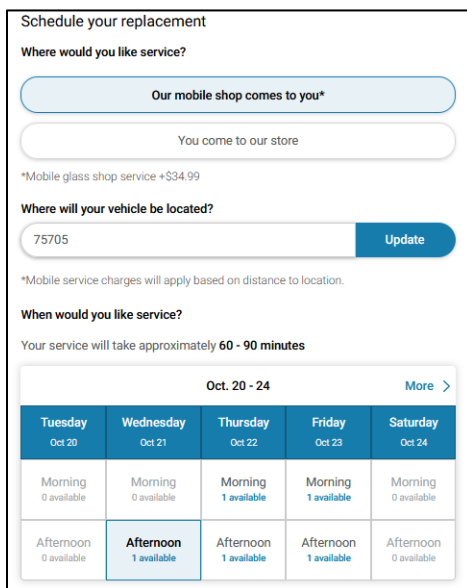 Schedule your replacement
Where would you like service?
Our mobile shop comes to you*
You come to our store
*Mobile glass shop service +$34.99
Where will your vehicle be located?
75705 Update
*Mobile service charges will apply based on distance to location.
When would you like service?
Your service will take approximately 60 - 90 minutes
Oct. 20 - 24 More >
Tuesday Wednesday Thursday Friday Saturday
Oct 20 Oct 21 Oct 22 Oct 23 Oct 24
Morning Morning Morning Morning Morning
0 available 0 available 1 available 1 available 0 available
Afternoon Afternoon Afternoon Afternoon Afternoon
0 available 1 available 1 available 1 available 0 available